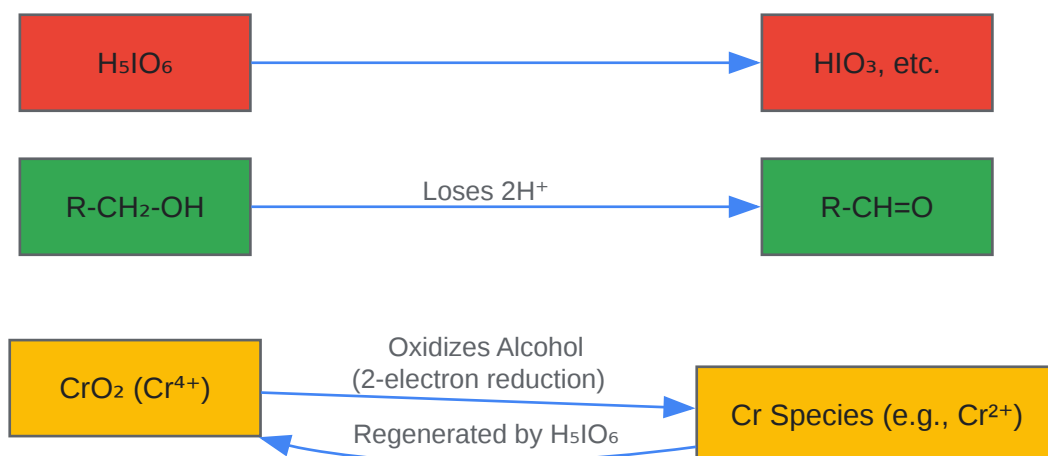 H₅IO₆
HIO₃, etc.
R-CH₂-OH
Loses 2H⁺
R-CH=O
Oxidizes Alcohol
(2-electron reduction)
CrO₂ (Cr⁴⁺)
Cr Species (e.g., Cr²⁺)
Regenerated by H₅IO₆